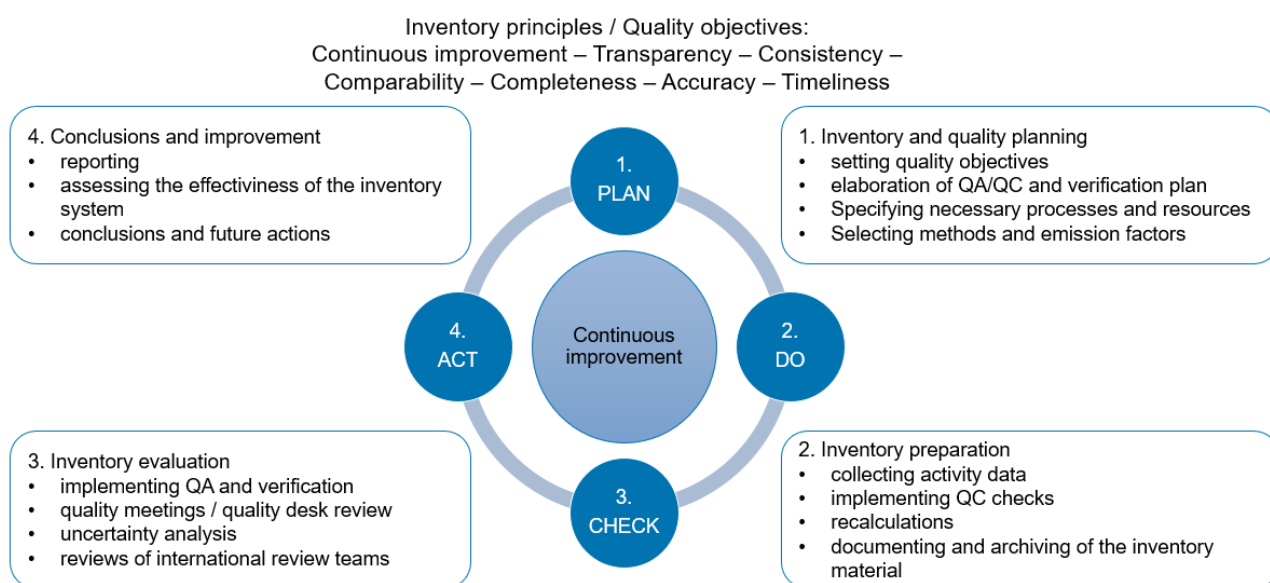 Inventory principles / Quality objectives:
Continuous improvement – Transparency – Consistency –
Comparability – Completeness – Accuracy – Timeliness
4. Conclusions and improvement
• reporting
• assessing the effectiviness of the inventory
system
• conclusions and future actions
1.
PLAN
1. Inventory and quality planning
• setting quality objectives
• elaboration of QA/QC and verification plan
• Specifying necessary processes and resources
• Selecting methods and emission factors
4.
ACT
Continuous
improvement
2.
DO
3. Inventory evaluation
• implementing QA and verification
• quality meetings / quality desk review
• uncertainty analysis
• reviews of international review teams
3.
CHECK
2. Inventory preparation
• collecting activity data
• implementing QC checks
• recalculations
• documenting and archiving of the inventory
material